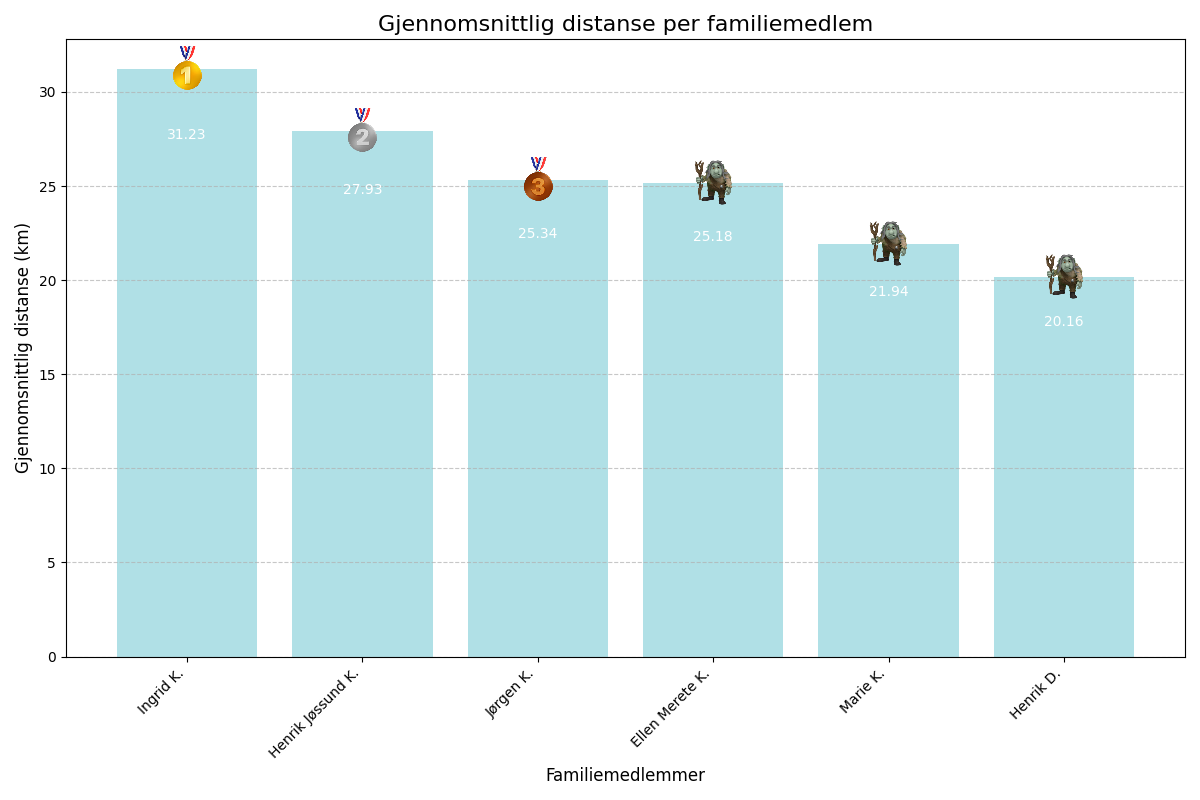 Gjennomsnittlig distanse per familiemedlem
Gjennomsnittlig distanse (km)
30
25
20
15
10
5
0
1
31.23
2
27.93
3
25.34
25.18
21.94
20.16
Ingrid K.
Henrik Jøssund K.
Jørgen K.
Ellen Merete K.
Marie K.
Henrik D.
Familiemedlemmer